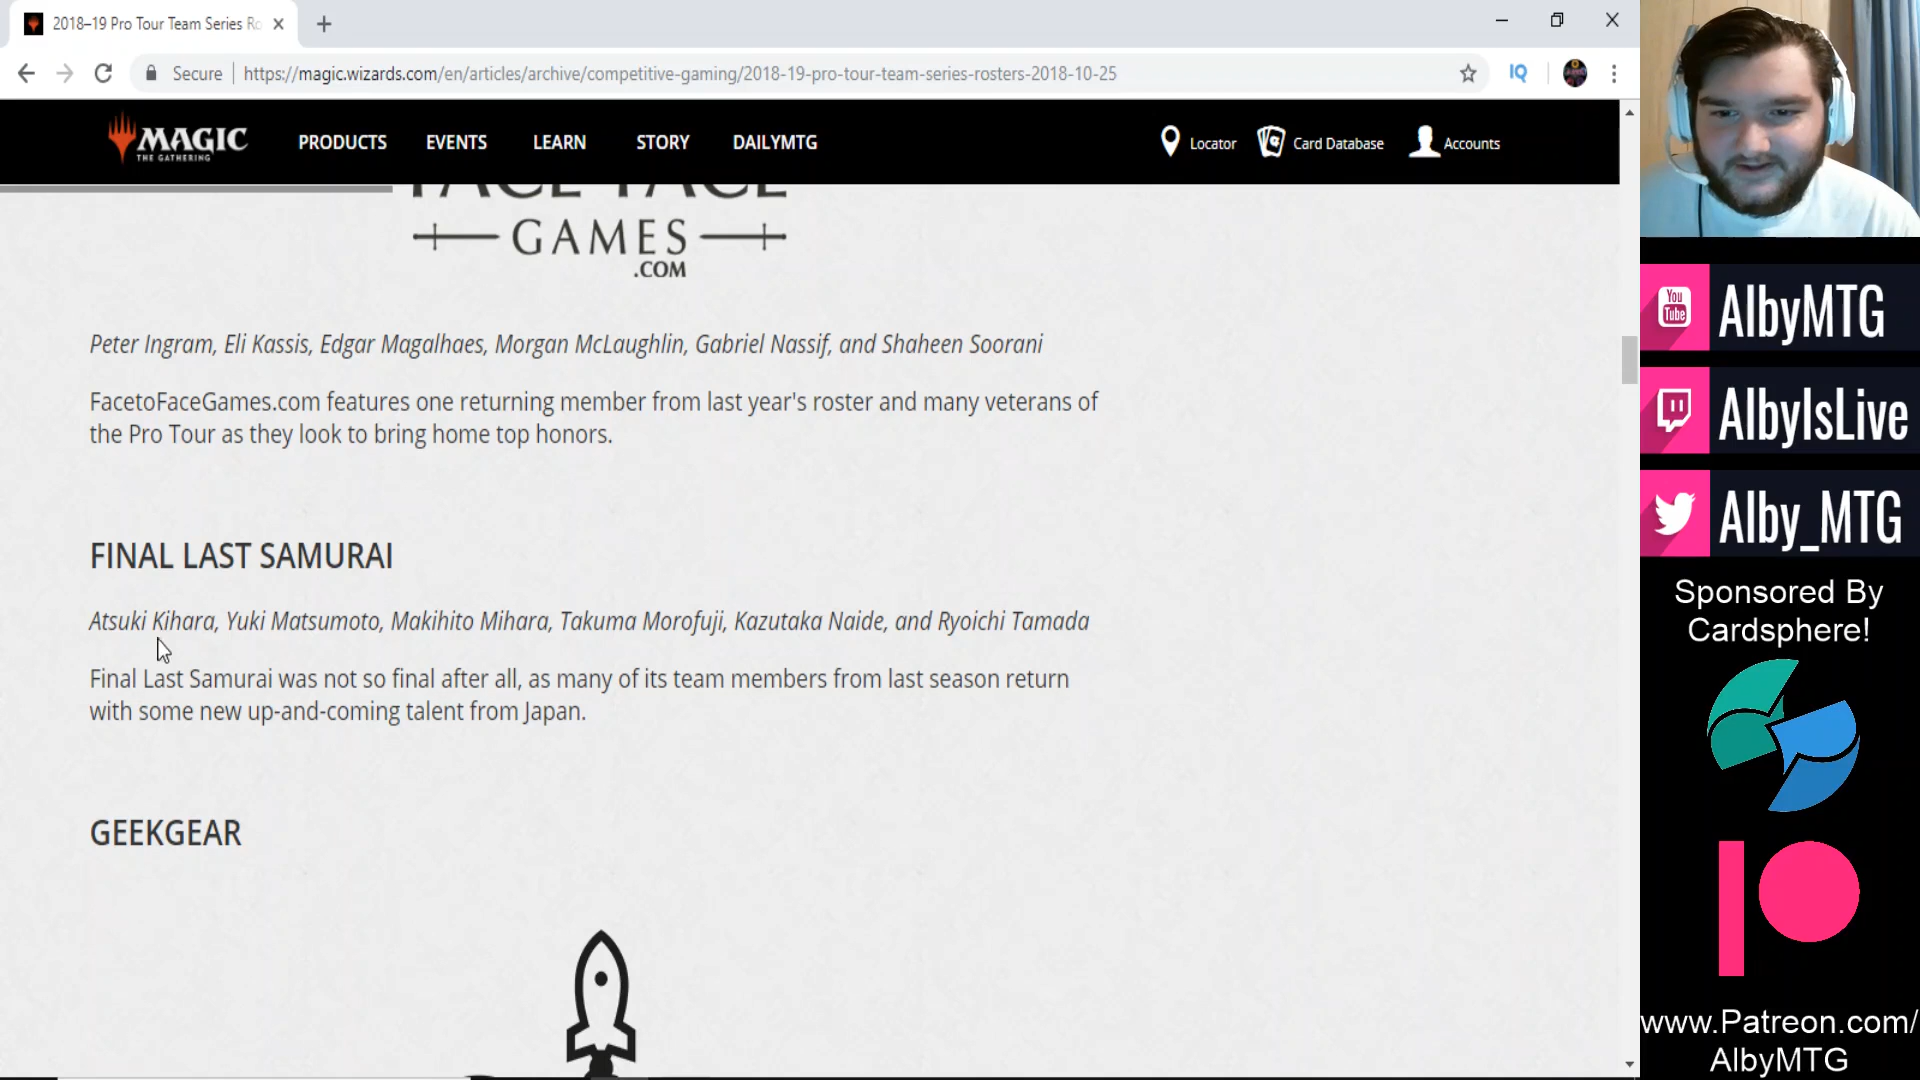 2018–19 Pro Tour Team Series Ro
Secure
https://magic.wizards.com/en/articles/archive/competitive-gaming/2018-19-pro-tour-team-series-rosters-2018-10-25
IQ
MAGIC
THE GATHERING
PRODUCTS
EVENTS
LEARN
STORY
DAILYMTG
Locator
Card Database
Accounts
FACE FACE
GAMES
.COM
Peter Ingram, Eli Kassis, Edgar Magalhaes, Morgan McLaughlin, Gabriel Nassif, and Shaheen Soorani
FacetoFaceGames.com features one returning member from last year's roster and many veterans of
the Pro Tour as they look to bring home top honors.
FINAL LAST SAMURAI
Atsuki Kihara, Yuki Matsumoto, Makihito Mihara, Takuma Morofuji, Kazutaka Naide, and Ryoichi Tamada
Final Last Samurai was not so final after all, as many of its team members from last season return
with some new up-and-coming talent from Japan.
GEEKGEAR
You
Tube
AlbyMTG
AlbyIsLive
Alby_MTG
Sponsored By
Cardsphere!
www.Patreon.com/
AlbyMTG